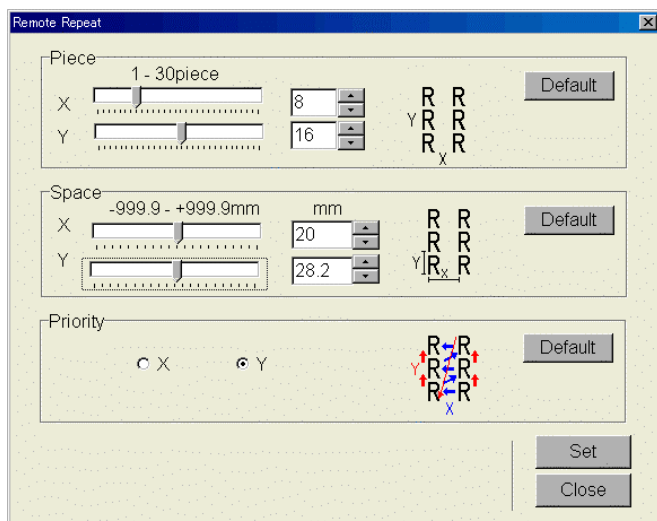 Remote Repeat
Piece
1 - 30piece
X
8
Y
16
R R
Y R R
R R
X
Default
Space
-999.9 - +999.9mm
mm
X
20
Y
28.2
R R
R R
Y R X R
Default
Priority
X
Y
R R
Y R R
R R
X
Default
Set
Close